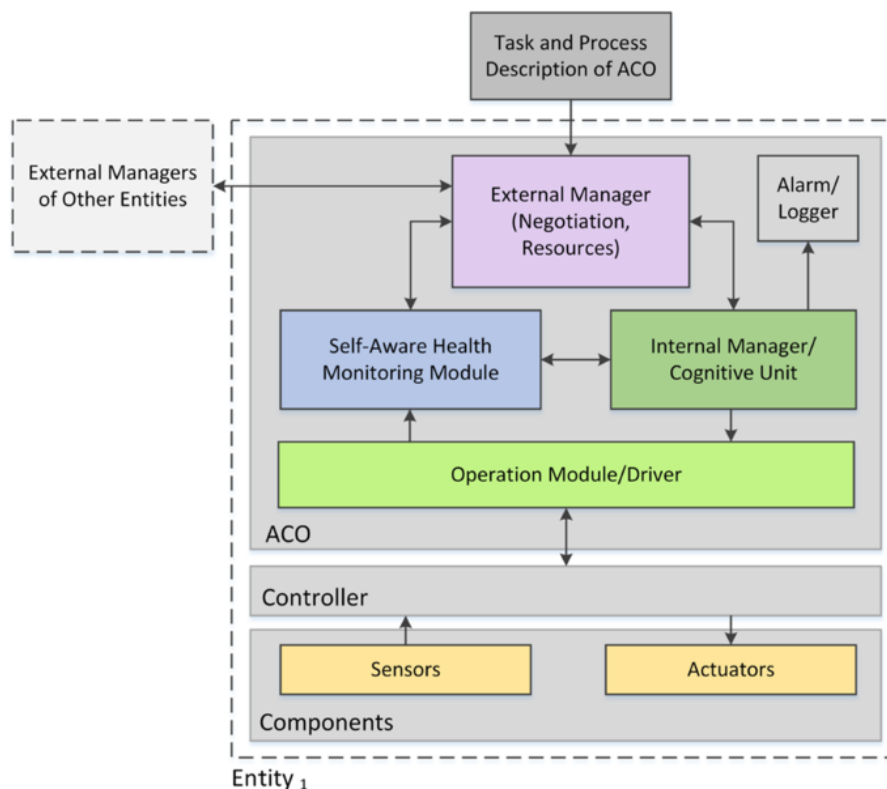 Task and Process
Description of ACO
External Managers
of Other Entities
External Manager
(Negotiation,
Resources)
Alarm/
Logger
Self-Aware Health
Monitoring Module
Internal Manager/
Cognitive Unit
Operation Module/Driver
ACO
Controller
Sensors
Actuators
Components
Entity 1